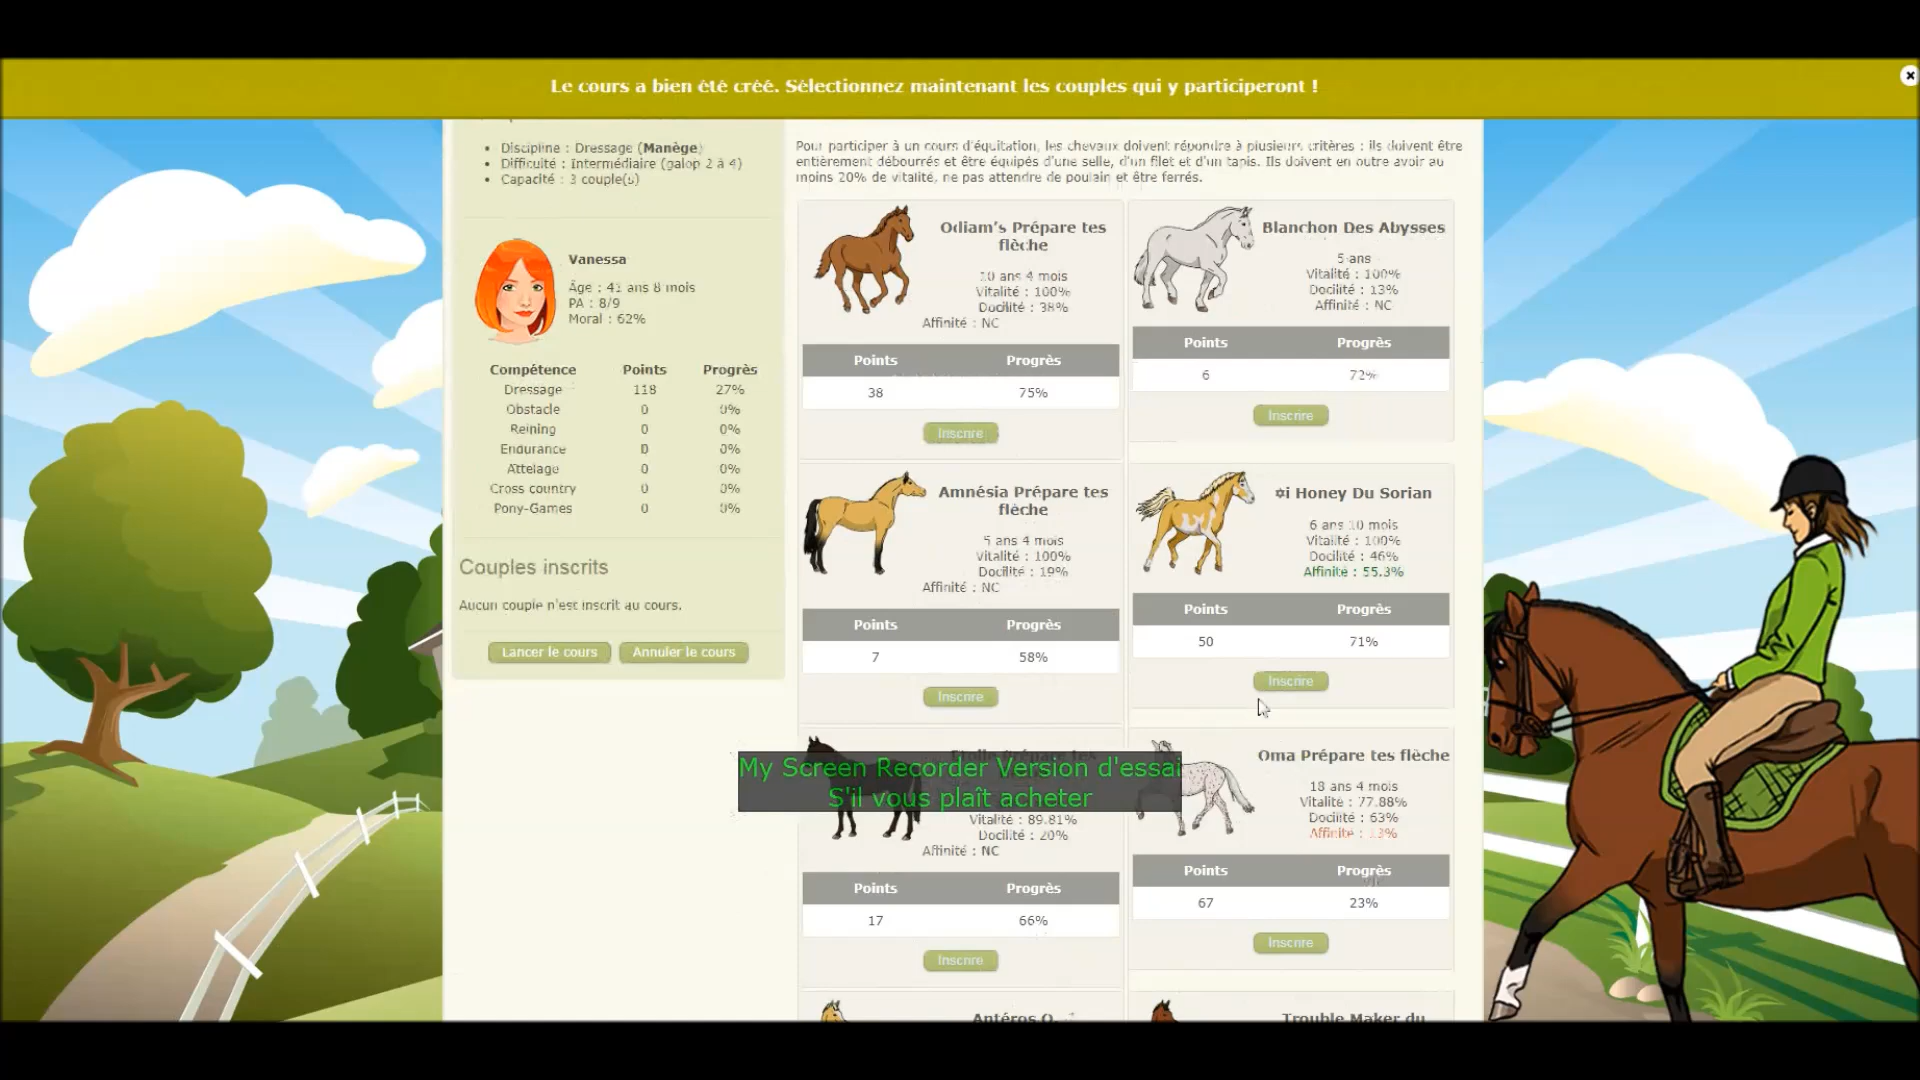 Le cours a bien été créé. Sélectionnez maintenant les couples qui y participeront !
Discipline : Dressage (Manège)
Difficulté : Intermédiaire (galop 2 à 4)
Capacité : 3 couple(s)
Vanessa
Âge : 41 ans 8 mois
PA : 8/9
Moral : 62%
Compétence Points Progrès
Dressage 118 27%
Obstacle 0 0%
Reining 0 0%
Endurance 0 0%
Attelage 0 0%
Cross country 0 0%
Pony-Games 0 0%
Couples inscrits
Aucun couple n'est inscrit au cours.
Lancer le cours Annuler le cours
Pour participer à un cours d'équitation, les chevaux doivent répondre à plusieurs critères : ils doivent être
entièrement débourrés et être équipés d'une selle, d'un filet et d'un tapis. Ils doivent en outre avoir au
moins 20% de vitalité, ne pas attendre de poulain et être ferrés.
Odiam's Prépare tes
flèche
10 ans 4 mois
Vitalité : 100%
Docilité : 38%
Affinité : NC
Points Progrès
38 75%
Inscrire
Blanchon Des Abysses
5 ans
Vitalité : 100%
Docilité : 13%
Affinité : NC
Points Progrès
6 72%
Inscrire
Amnésia Prépare tes
flèche
5 ans 4 mois
Vitalité : 100%
Docilité : 19%
Affinité : NC
Points Progrès
7 58%
Inscrire
✡i Honey Du Sorian
6 ans 10 mois
Vitalité : 100%
Docilité : 46%
Affinité : 55.3%
Points Progrès
50 71%
Inscrire
My Screen Recorder Version d'essai
S'il vous plaît acheter
Vitalité : 89.81%
Docilité : 20%
Affinité : NC
Points Progrès
17 66%
Inscrire
Oma Prépare tes flèche
18 ans 4 mois
Vitalité : 77.88%
Docilité : 63%
Affinité : 13%
Points Progrès
67 23%
Inscrire
Antéros O.
Trouble Maker du